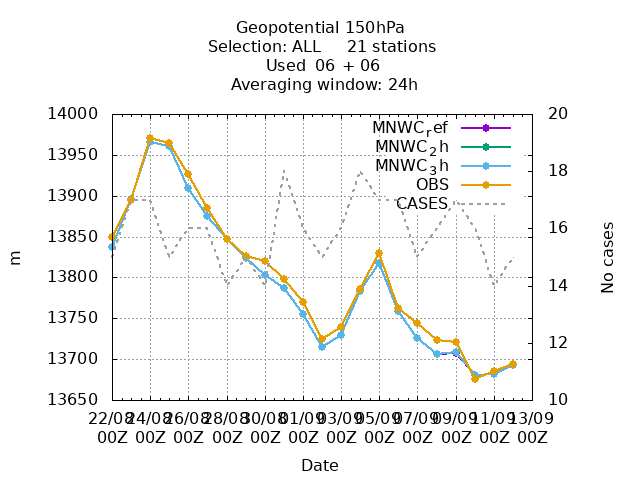 Geopotential 150hPa
Selection: ALL 21 stations
Used 06 + 06
Averaging window: 24h
14000
13950
13900
13850
13800
13750
13700
13650
20
18
16
14
12
10
m
No cases
MNWCref
MNWC2h
MNWC3h
OBS
CASES
22/08 24/08 26/08 28/08 30/08 01/09 03/09 05/09 07/09 09/09 11/09 13/09
00Z 00Z 00Z 00Z 00Z 00Z 00Z 00Z 00Z 00Z 00Z 00Z
Date